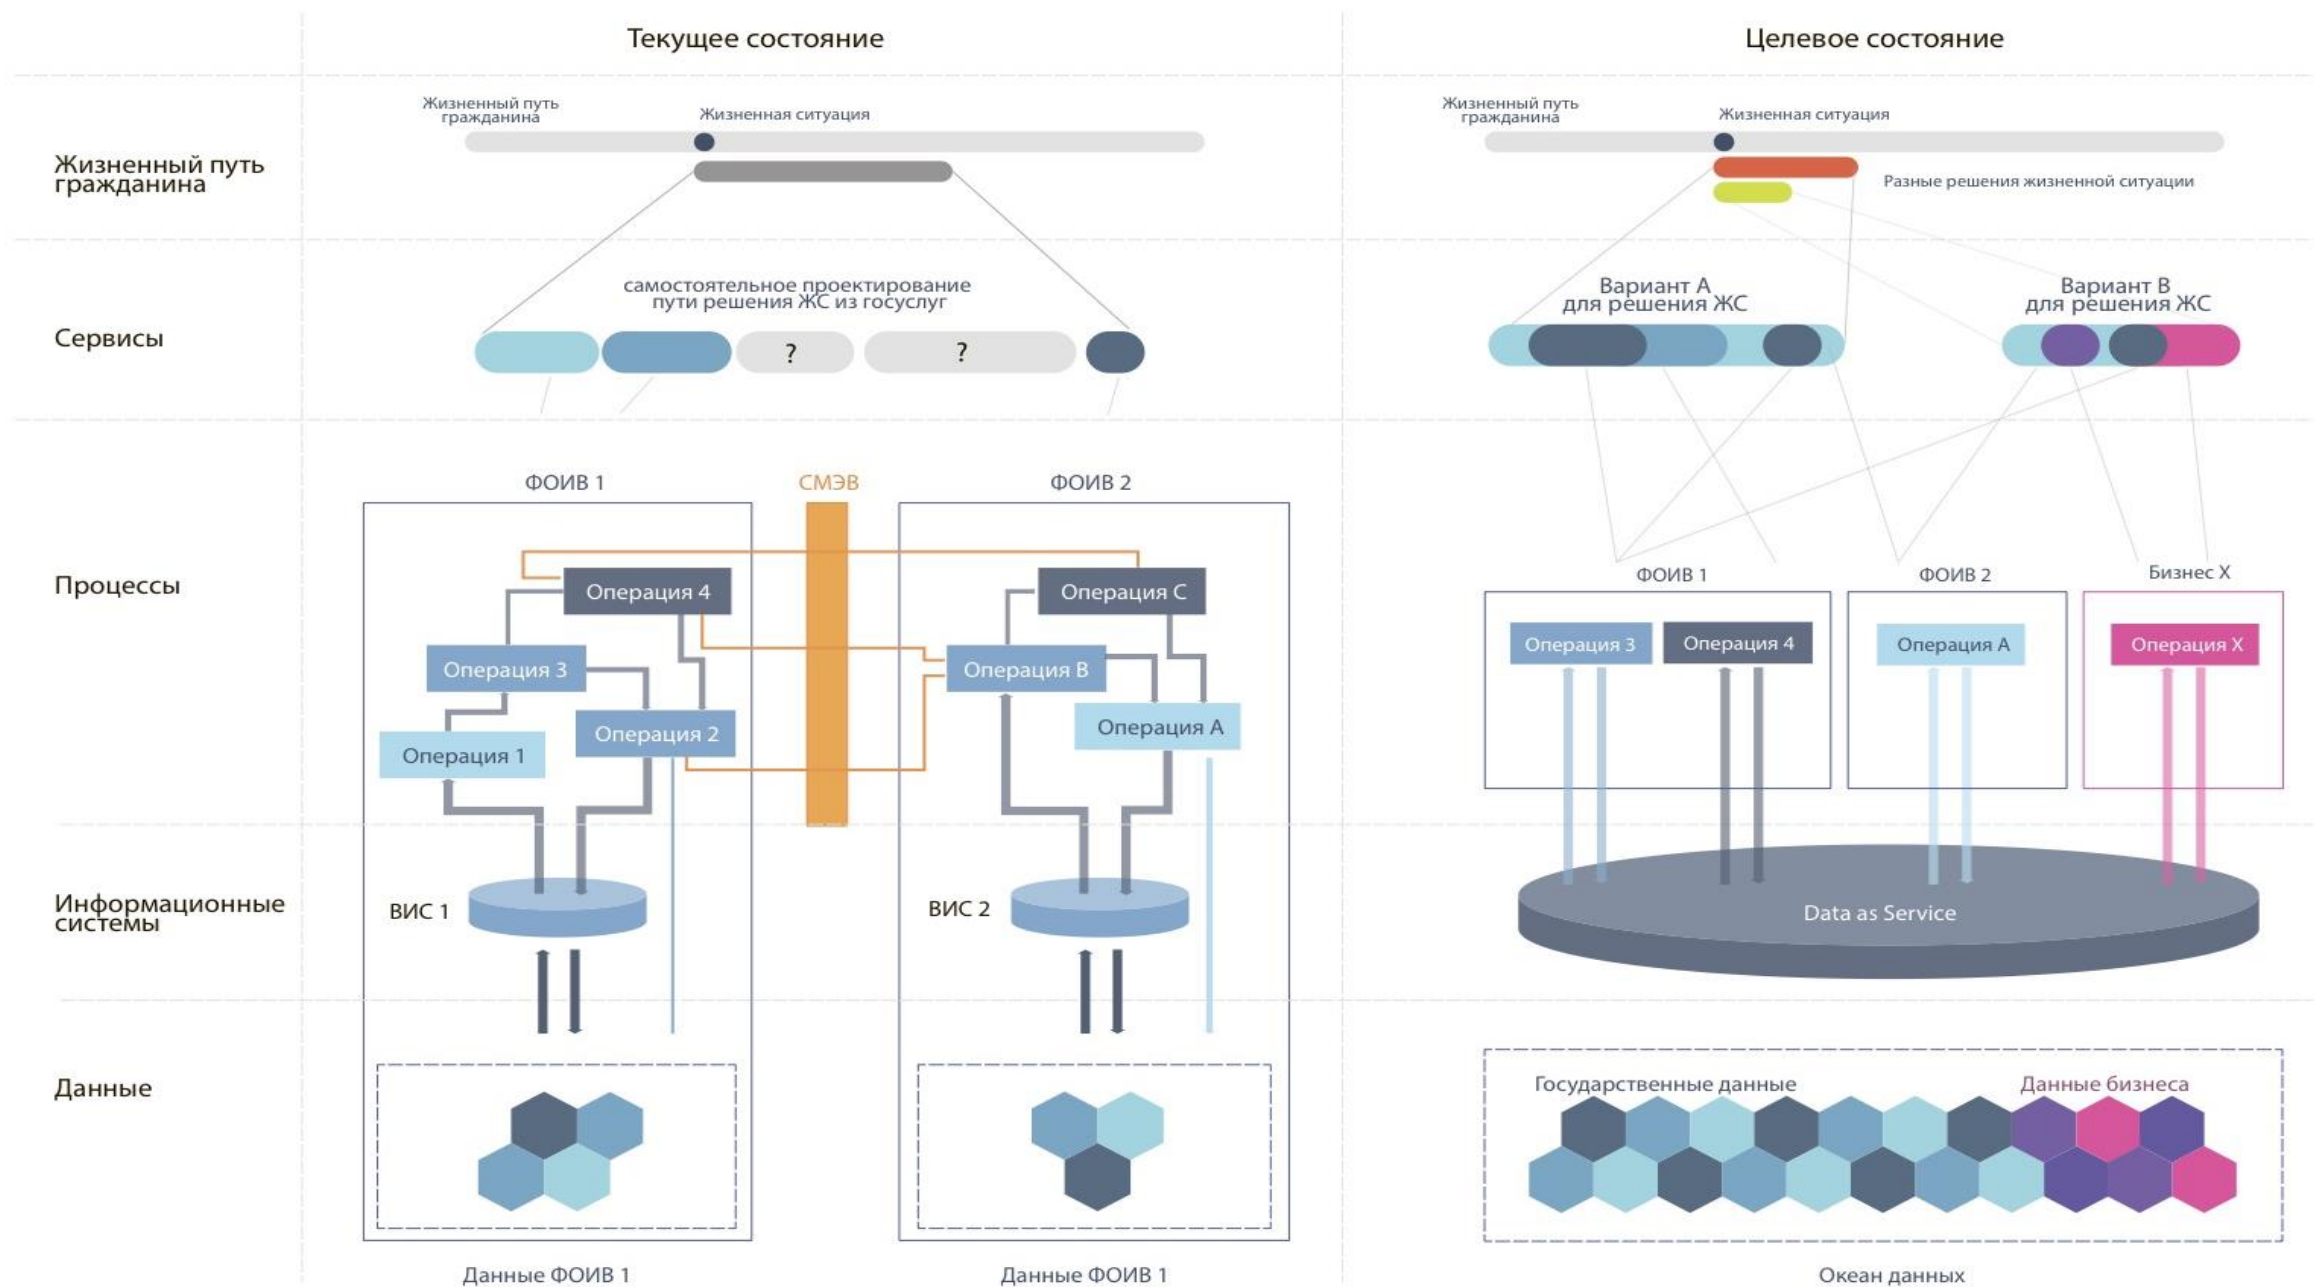 Текущее состояние
Целевое состояние
Жизненный путь
гражданина
Жизненный путь
гражданина
Жизненная ситуация
Жизненный путь
гражданина
Жизненная ситуация
Разные решения жизненной ситуации
Сервисы
самостоятельное проектирование
пути решения ЖС из госуслуг
?
?
Вариант А
для решения ЖС
Вариант В
для решения ЖС
Процессы
ФОИВ 1
СМЭВ
ФОИВ 2
Операция 4
Операция 3
Операция 2
Операция 1
Операция С
Операция В
Операция А
ФОИВ 1
ФОИВ 2
Бизнес Х
Операция 3
Операция 4
Операция А
Операция Х
Информационные
системы
ВИС 1
ВИС 2
Data as Service
Данные
Государственные данные
Данные бизнеса
Данные ФОИВ 1
Данные ФОИВ 1
Океан данных